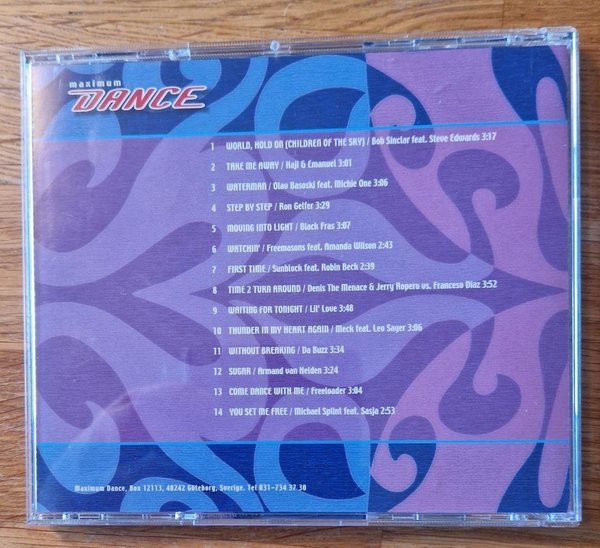 maximum
DANCE
1 WORLD, HOLD ON (CHILDREN OF THE SKY) / Bob Sinclar feat. Steve Edwards 3:17
2 TAKE ME AWAY / Haji & Emanuel 3:01
3 WATERMAN / Olav Basoski feat. Michie One 3:06
4 STEP BY STEP / Ron Gelfer 3:29
5 MOVING INTO LIGHT / Black Fras 3:07
6 WATCHIN' / Freemasons feat. Amanda Wilson 2:43
7 FIRST TIME / Sunblock feat. Robin Beck 2:39
8 TIME 2 TURN AROUND / Denis The Menace & Jerry Ropero vs. Franceso Diaz 3:52
9 WAITING FOR TONIGHT / Lil' Love 3:48
10 THUNDER IN MY HEART AGAIN / Meck feat. Leo Sayer 3:06
11 WITHOUT BREAKING / Da Buzz 3:34
12 SUGAR / Armand van Helden 3:24
13 COME DANCE WITH ME / Freeloader 3:04
14 YOU SET ME FREE / Michael Splint feat. Sasja 2:53
Maximum Dance, Box 12113, 40242 Göteborg, Sverige. Tel 031-734 37 30